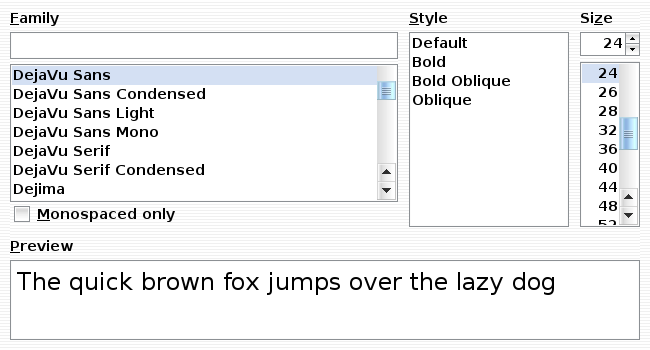 Family
DejaVu Sans
DejaVu Sans Condensed
DejaVu Sans Light
DejaVu Sans Mono
DejaVu Serif
DejaVu Serif Condensed
Dejima
Monospaced only
Style
Default
Bold
Bold Oblique
Oblique
Size
24
24
26
28
32
36
40
44
48
52
Preview
The quick brown fox jumps over the lazy dog